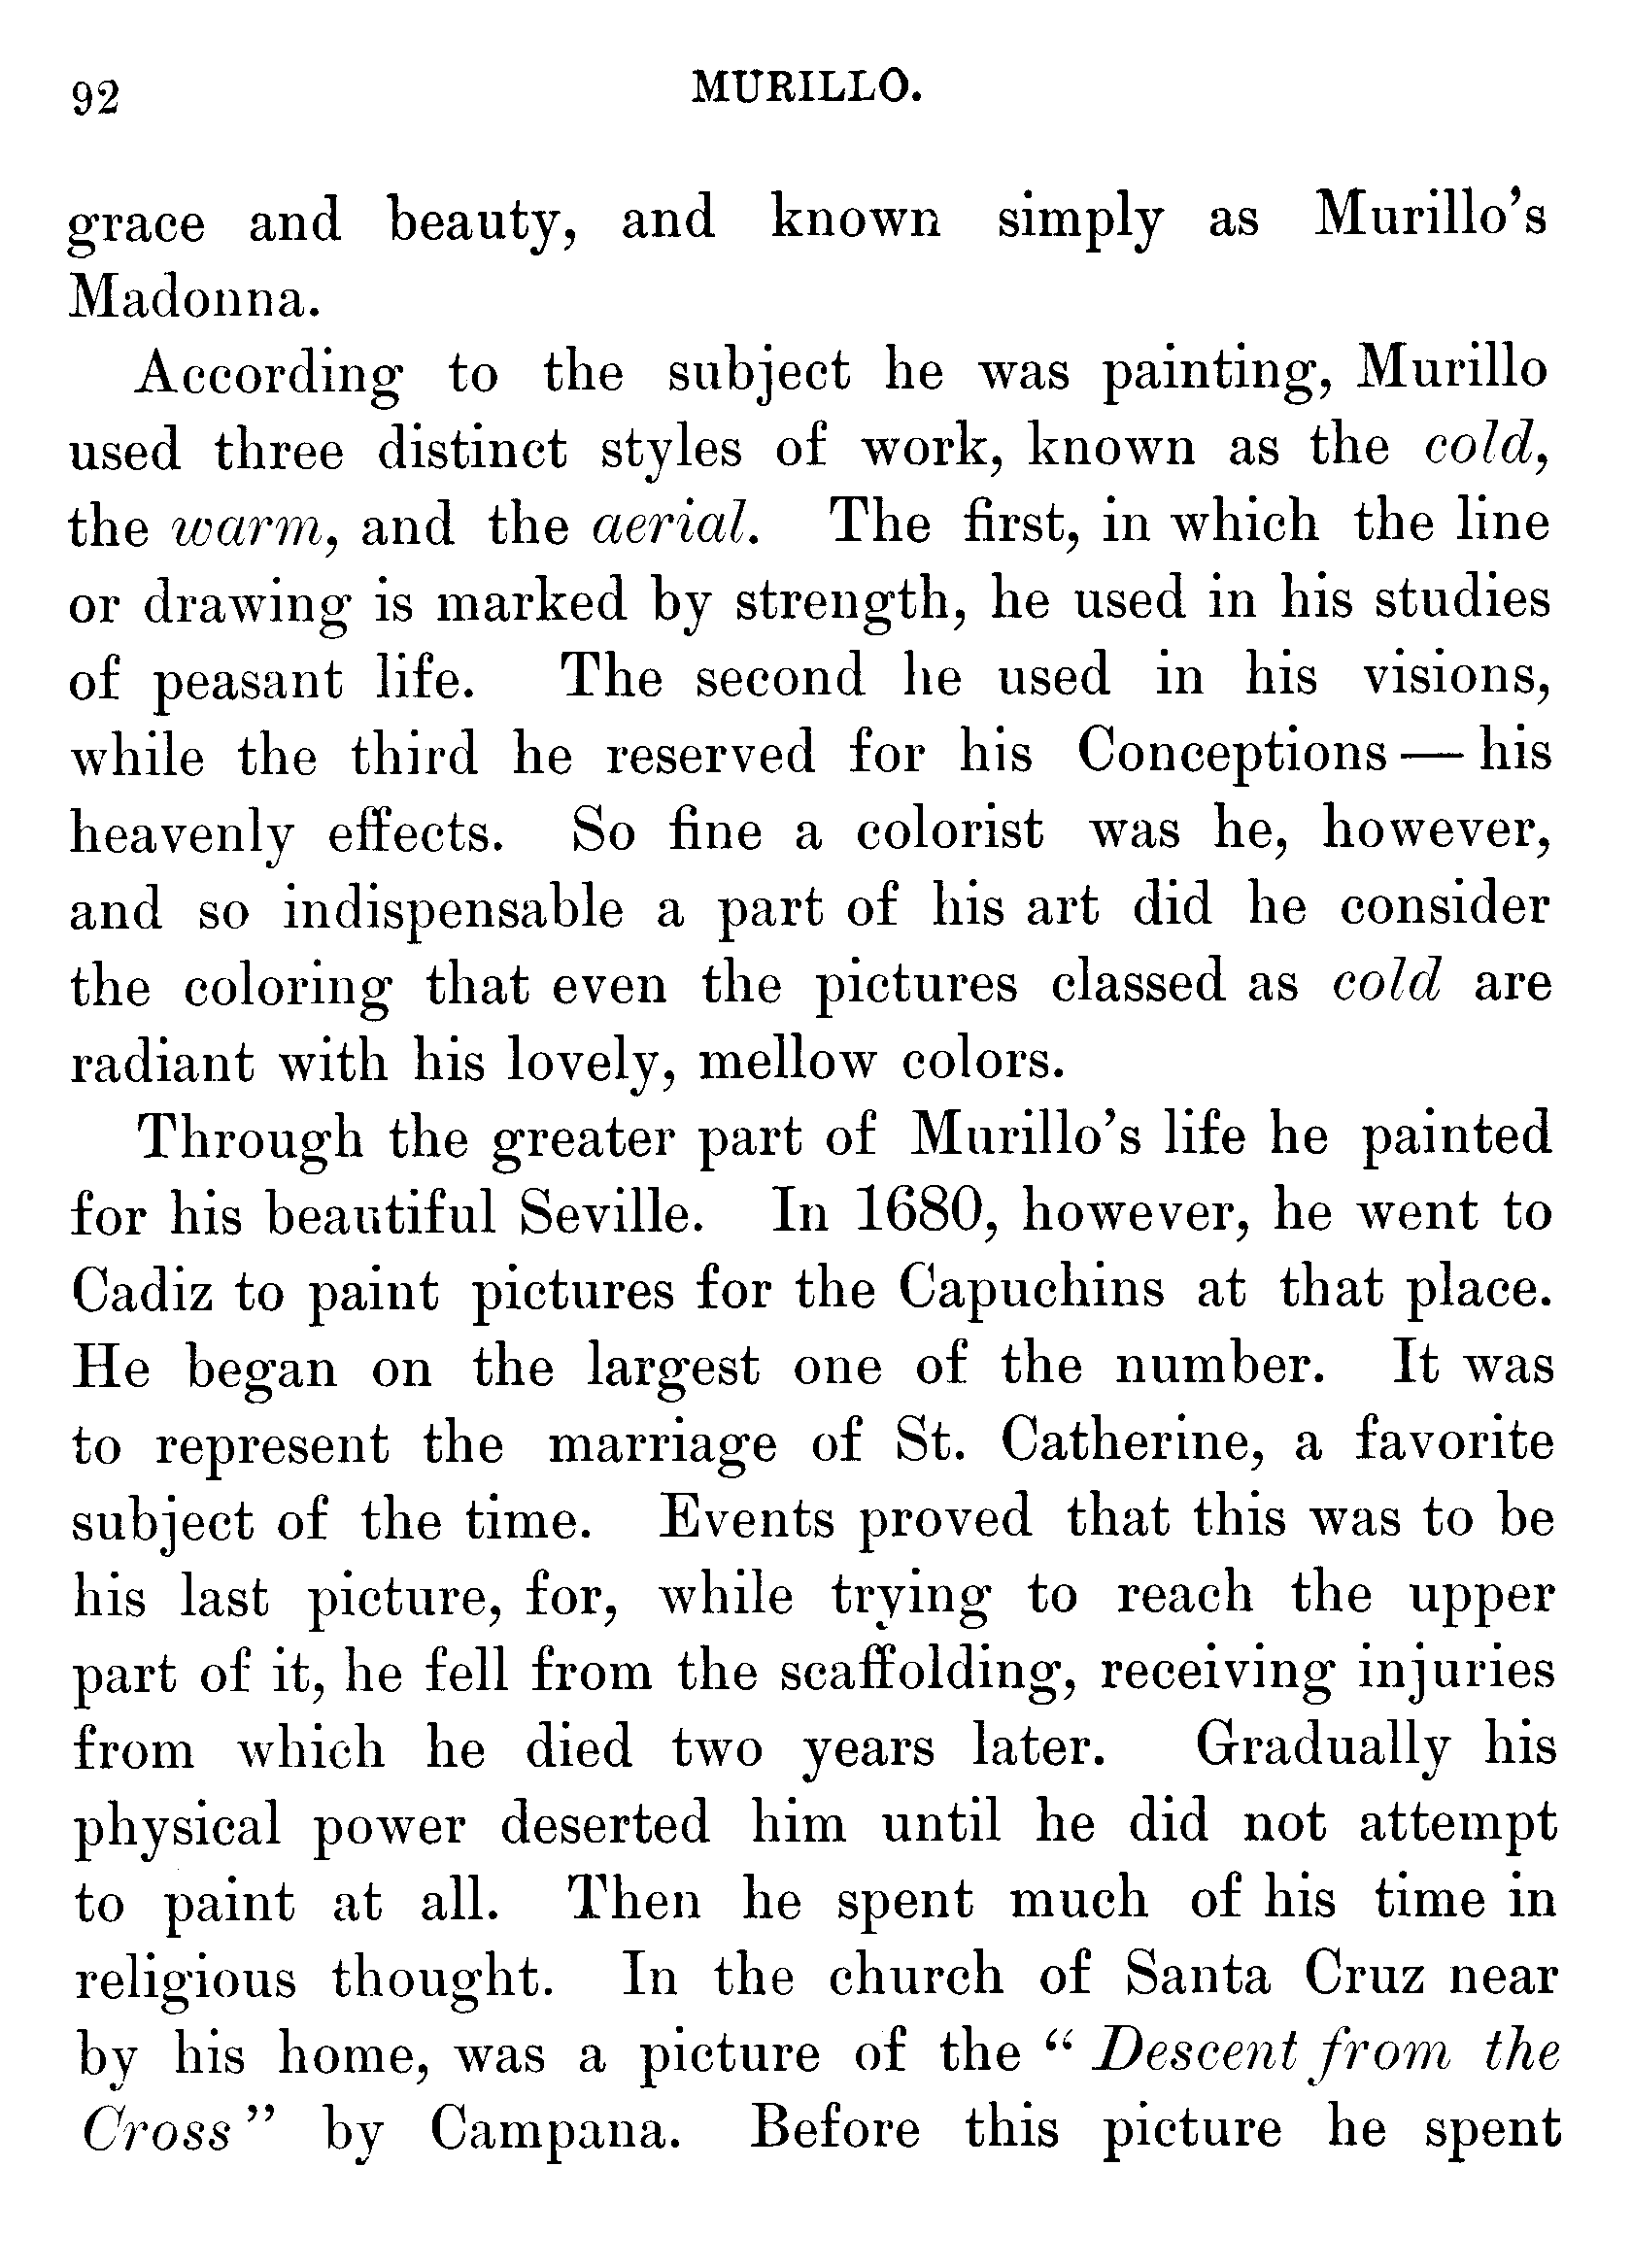 92 MURILLO.
grace and beauty, and known simply as Murillo's
Madonna.
According to the subject he was painting, Murillo
used three distinct styles of work, known as the cold,
the warm, and the aerial. The first, in which the line
or drawing is marked by strength, he used in his studies
of peasant life. The second he used in his visions,
while the third he reserved for his Conceptions — his
heavenly effects. So fine a colorist was he, however,
and so indispensable a part of his art did he consider
the coloring that even the pictures classed as cold are
radiant with his lovely, mellow colors.
Through the greater part of Murillo's life he painted
for his beautiful Seville. In 1680, however, he went to
Cadiz to paint pictures for the Capuchins at that place.
He began on the largest one of the number. It was
to represent the marriage of St. Catherine, a favorite
subject of the time. Events proved that this was to be
his last picture, for, while trying to reach the upper
part of it, he fell from the scaffolding, receiving injuries
from which he died two years later. Gradually his
physical power deserted him until he did not attempt
to paint at all. Then he spent much of his time in
religious thought. In the church of Santa Cruz near
by his home, was a picture of the "Descent from the
Cross" by Campana. Before this picture he spent